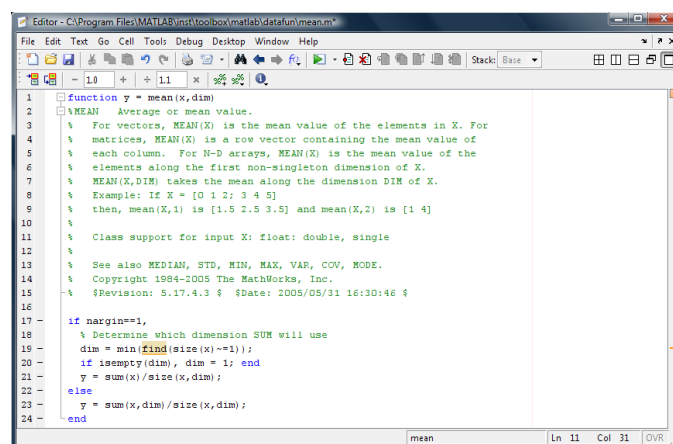 Editor - C:\Program Files\MATLAB\inst\toolbox\matlab\datafun\mean.m*
File Edit Text Go Cell Tools Debug Desktop Window Help
Stack: Base
- 1.0 + ÷ 1.1 ×
1 function y = mean(x,dim)
2 %MEAN Average or mean value.
3 % For vectors, MEAN(X) is the mean value of the elements in X. For
4 % matrices, MEAN(X) is a row vector containing the mean value of
5 % each column. For N-D arrays, MEAN(X) is the mean value of the
6 % elements along the first non-singleton dimension of X.
7 % MEAN(X,DIM) takes the mean along the dimension DIM of X.
8 % Example: If X = [0 1 2; 3 4 5]
9 % then, mean(X,1) is [1.5 2.5 3.5] and mean(X,2) is [1 4]
10 %
11 % Class support for input X: float: double, single
12 %
13 % See also MEDIAN, STD, MIN, MAX, VAR, COV, MODE.
14 % Copyright 1984-2005 The MathWorks, Inc.
15 % $Revision: 5.17.4.3 $ $Date: 2005/05/31 16:30:46 $
16
17 - if nargin==1,
18 % Determine which dimension SUM will use
19 - dim = min(find(size(x)~=1));
20 - if isempty(dim), dim = 1; end
21 - y = sum(x)/size(x,dim);
22 - else
23 - y = sum(x,dim)/size(x,dim);
24 - end
mean Ln 11 Col 31 OVR